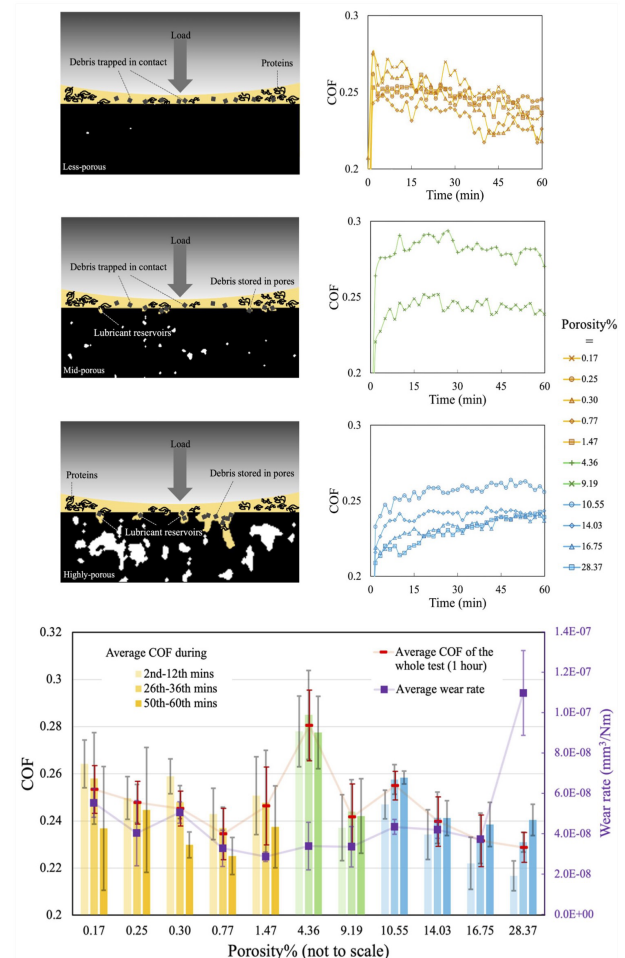 Load
Debris trapped in contact
Proteins
Less-porous
0.3
0.25
0.2
COF
0
15
30
45
60
Time (min)
Load
Debris trapped in contact
Debris stored in pores
Lubricant reservoirs
Mid-porous
0.3
0.25
0.2
COF
0
15
30
45
60
Time (min)
Porosity%
=
0.17
0.25
0.30
0.77
1.47
4.36
9.19
10.55
14.03
16.75
28.37
Load
Proteins
Debris stored in pores
Lubricant reservoirs
Highly-porous
0.3
0.25
0.2
COF
0
15
30
45
60
Time (min)
0.32
0.3
0.28
0.26
0.24
0.22
0.2
COF
Average COF during
2nd-12th mins
26th-36th mins
50th-60th mins
Average COF of the
whole test (1 hour)
Average wear rate
1.4E-07
1.2E-07
1.0E-07
8.0E-08
6.0E-08
4.0E-08
2.0E-08
0.0E+00
Wear rate (mm³/Nm)
0.17
0.25
0.30
0.77
1.47
4.36
9.19
10.55
14.03
16.75
28.37
Porosity% (not to scale)